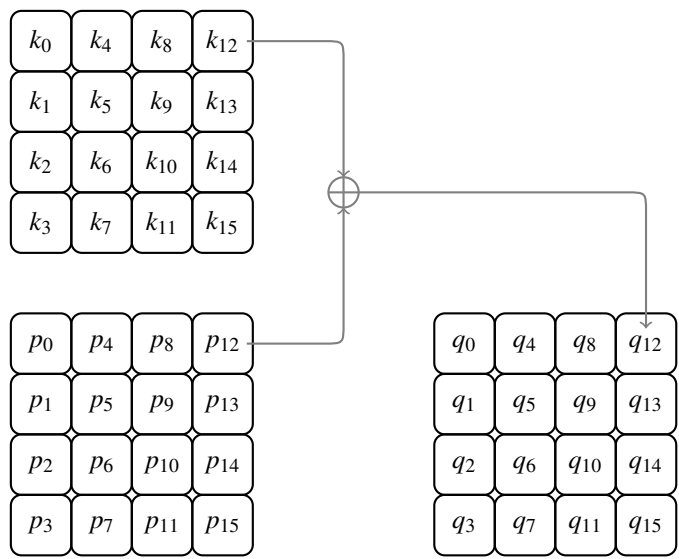 k₀ k₄ k₈ k₁₂
k₁ k₅ k₉ k₁₃
k₂ k₆ k₁₀ k₁₄
k₃ k₇ k₁₁ k₁₅
p₀ p₄ p₈ p₁₂
p₁ p₅ p₉ p₁₃
p₂ p₆ p₁₀ p₁₄
p₃ p₇ p₁₁ p₁₅
q₀ q₄ q₈ q₁₂
q₁ q₅ q₉ q₁₃
q₂ q₆ q₁₀ q₁₄
q₃ q₇ q₁₁ q₁₅